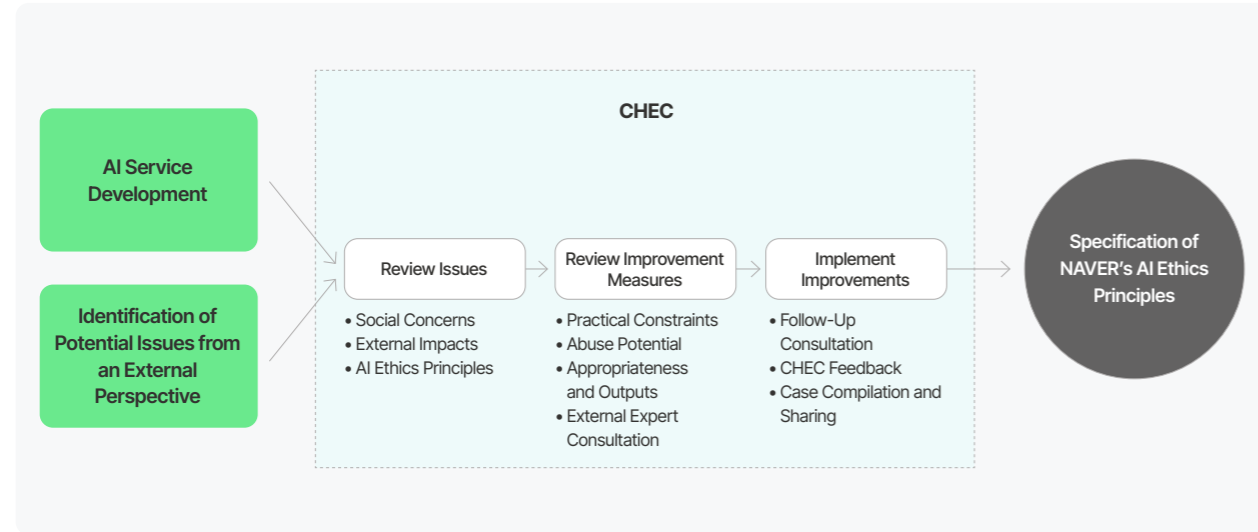 CHEC
AI Service
Development
Identification of
Potential Issues from
an External
Perspective
Review Issues
• Social Concerns
• External Impacts
• AI Ethics Principles
Review Improvement
Measures
• Practical Constraints
• Abuse Potential
• Appropriateness
and Outputs
• External Expert
Consultation
Implement
Improvements
• Follow-Up
Consultation
• CHEC Feedback
• Case Compilation and
Sharing
Specification of
NAVER's AI Ethics
Principles